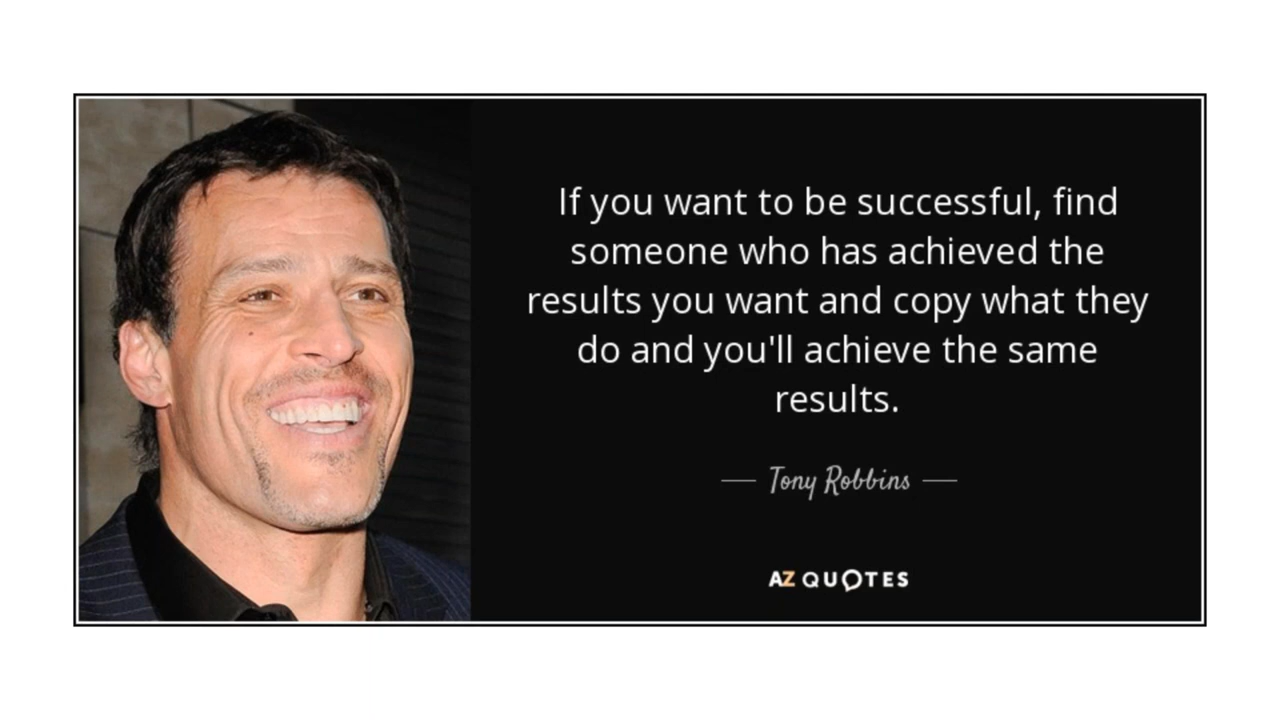 If you want to be successful, find
someone who has achieved the
results you want and copy what they
do and you'll achieve the same
results.
Tony Robbins
AZ QUOTES